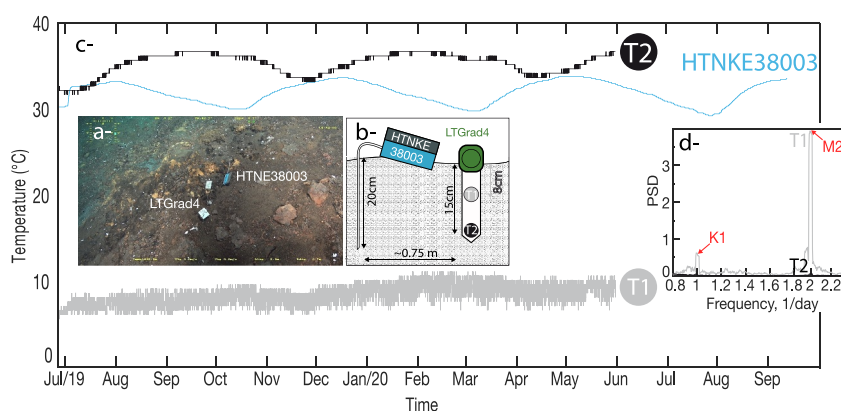 40
30
20
10
0
Temperature (°C)
c-
T2
HTNKE38003
a-
LTGrad4
HTNE38003
b-
HTNKE
38003
LTGrad4
20cm
15cm
8cm
T2
~0.75 m
d-
T1
M2
K1
T2
PSD
3
2
1
0
0.8 1 1.2 1.4 1.6 1.8 2 2.2
Frequency, 1/day
T1
Jul/19 Aug Sep Oct Nov Dec Jan/20 Feb Mar Apr May Jun Jul Aug Sep
Time